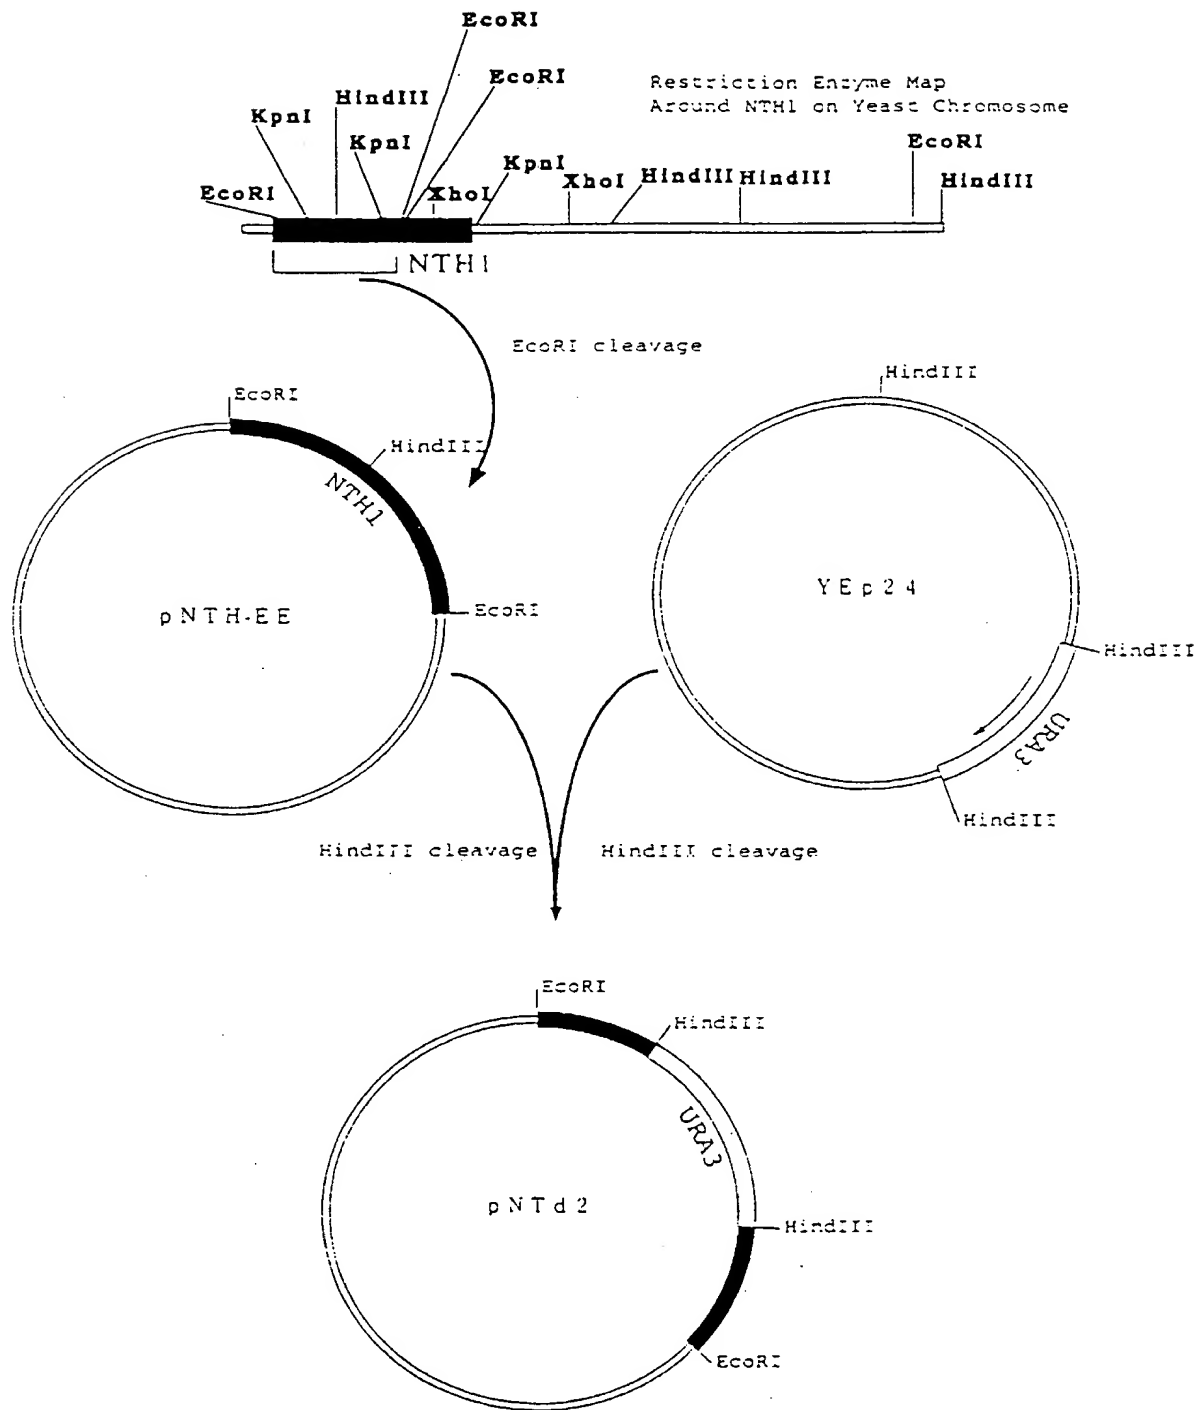 EcoRI
EcoRI
Restriction Enzyme Map
Around NTH1 on Yeast Chromosome
HindIII
KpnI
KpnI
EcoRI
KpnI
XhoI
HindIII
HindIII
HindIII
EcoRI
XhoI
NTH1
EcoRI cleavage
HindIII
EcoRI
HindIII
NTH1
YEp24
pNTH-EE
EcoRI
HindIII
URA3
HindIII
HindIII cleavage
HindIII cleavage
EcoRI
HindIII
URA3
pNTd2
HindIII
EcoRI